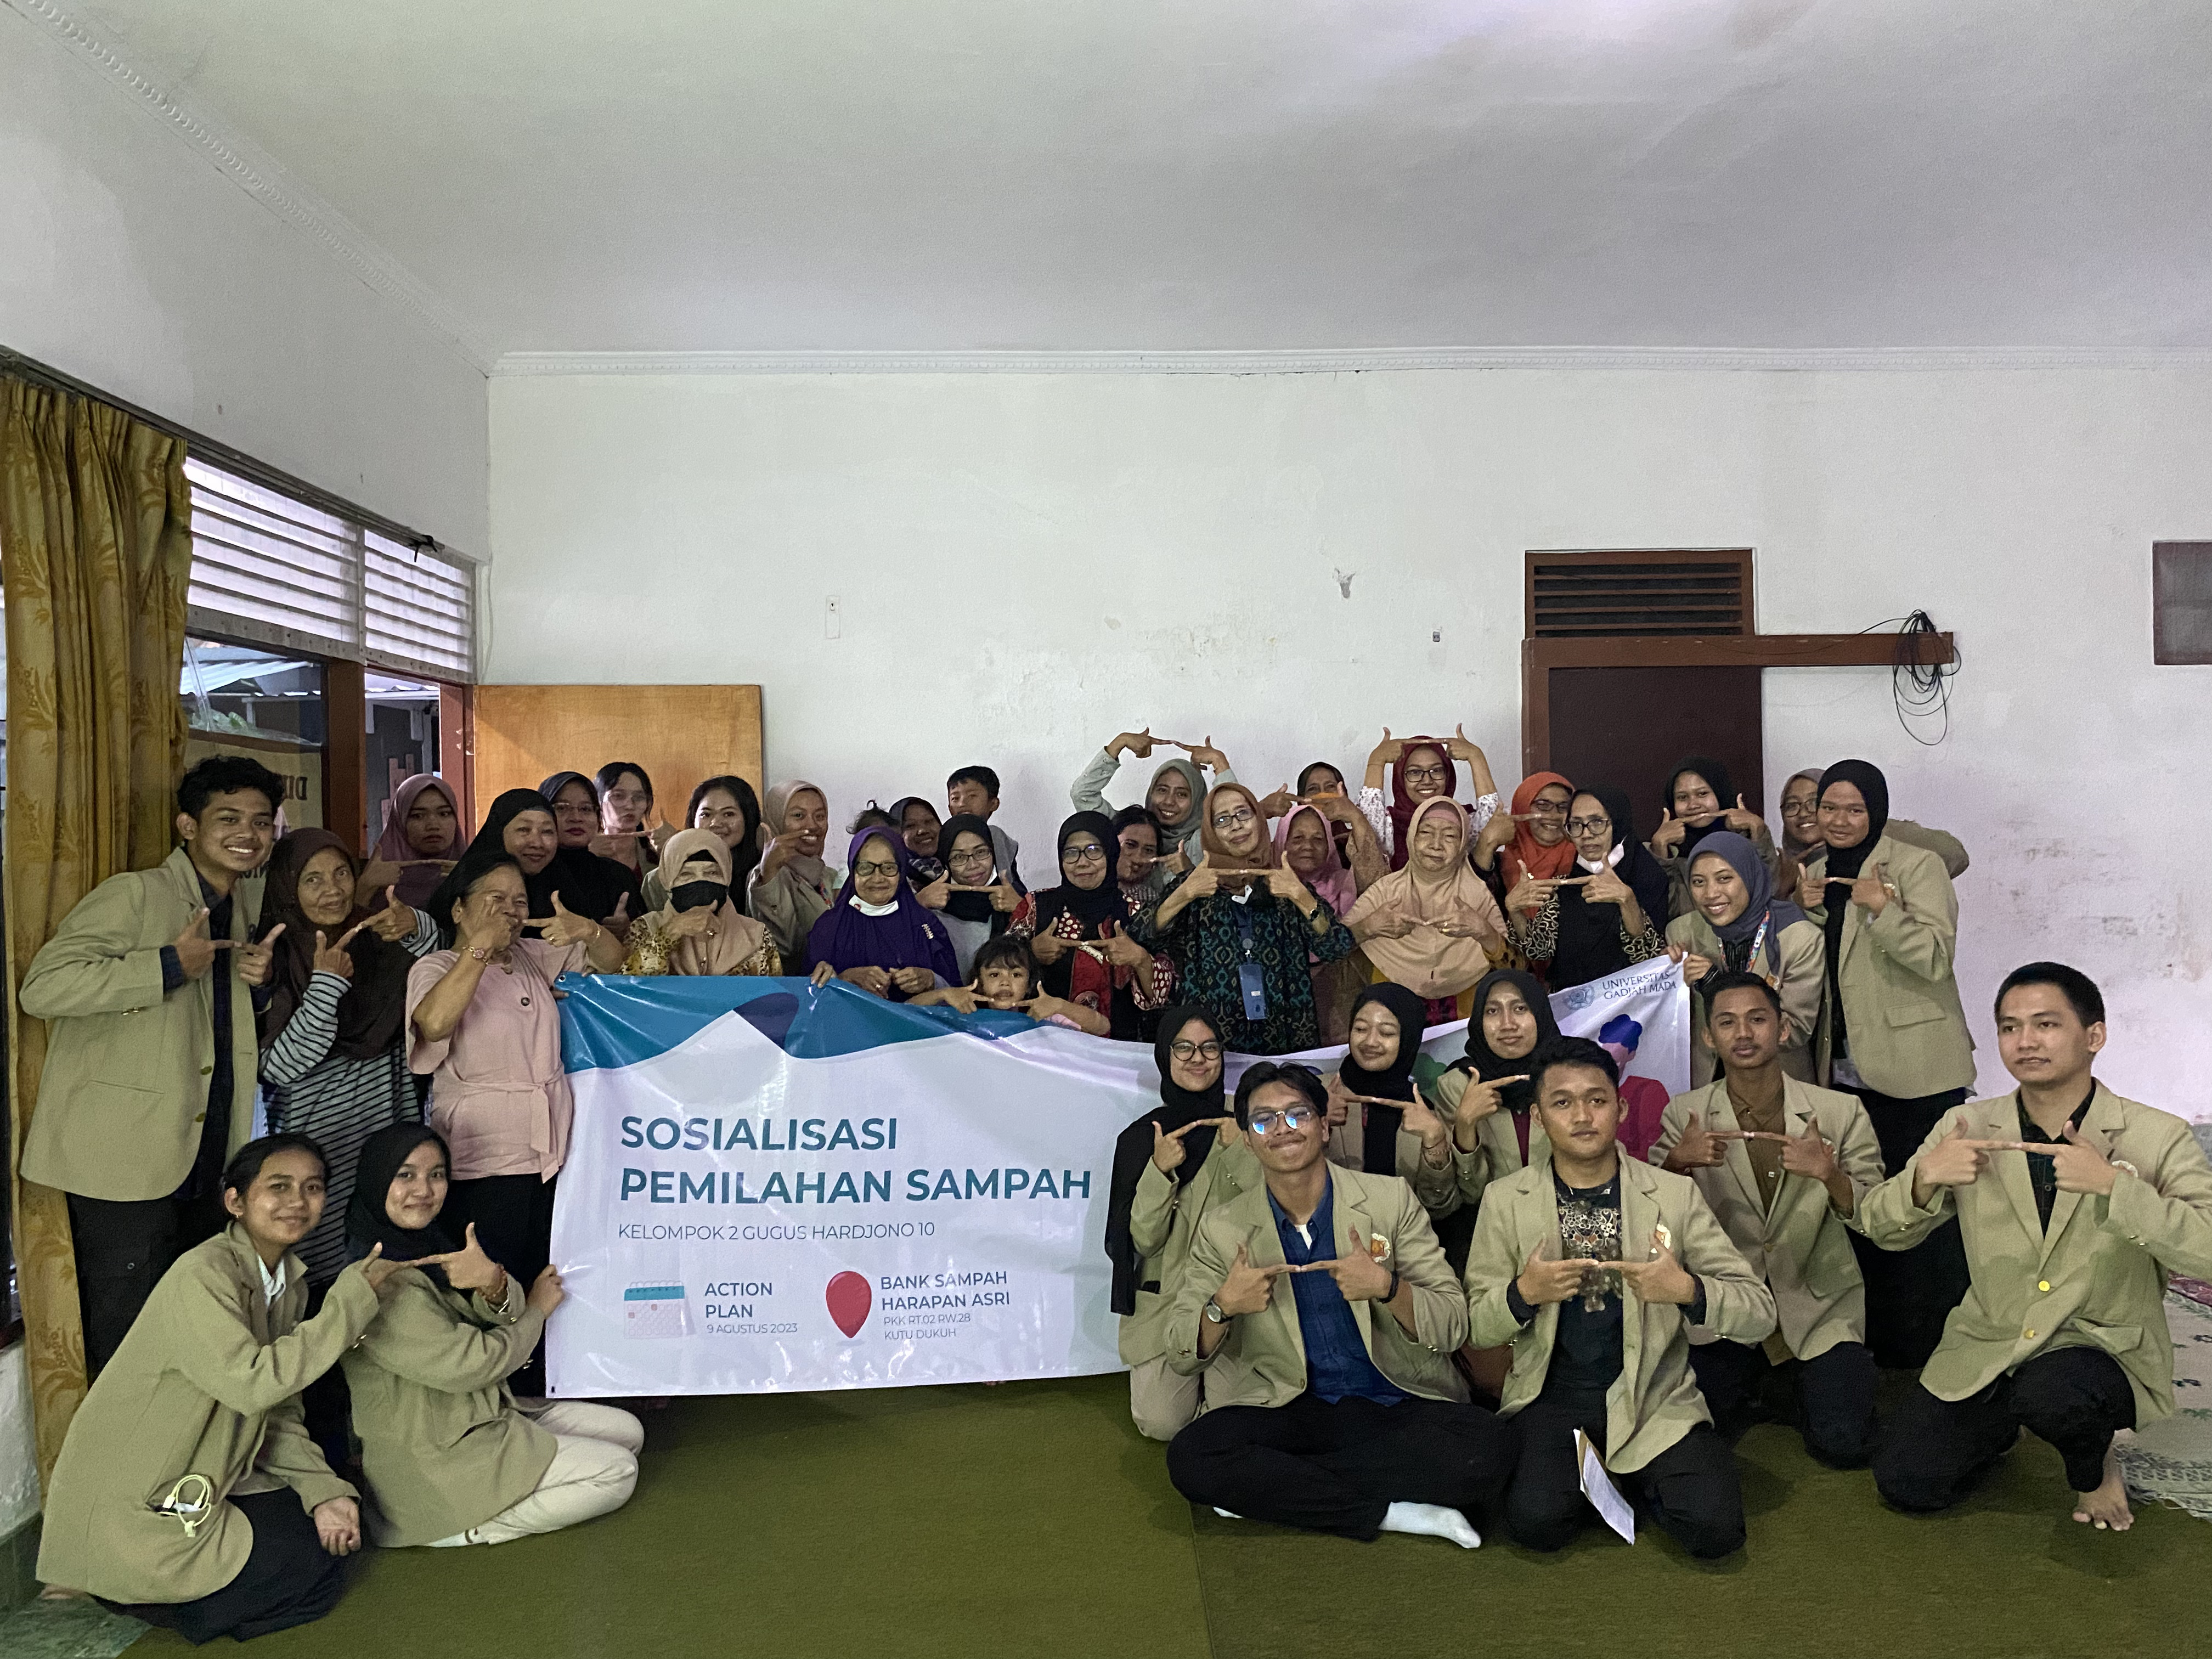 UNIVERSITAS
GADJAH MADA
SOSIALISASI
PEMILAHAN SAMPAH
KELOMPOK 2 GUGUS HARDJONO 10
ACTION
PLAN
9 AGUSTUS 2023
BANK SAMPAH
HARAPAN ASRI
PKK RT.02 RW.28
KUTU DUKUH